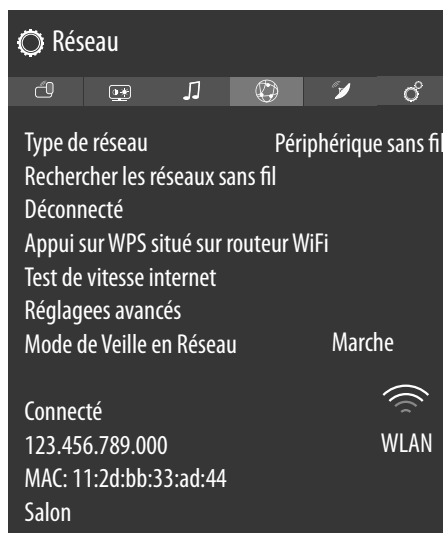 Réseau
Type de réseau Périphérique sans fil
Rechercher les réseaux sans fil
Déconnecté
Appui sur WPS situé sur routeur WiFi
Test de vitesse internet
Réglagees avancés
Mode de Veille en Réseau Marche
Connecté
123.456.789.000 WLAN
MAC: 11:2d:bb:33:ad:44
Salon